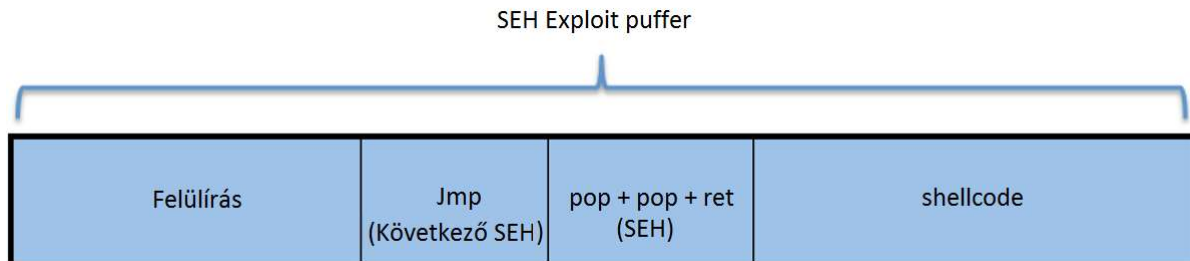 SEH Exploit puffer
Felülírás
Jmp
(Következő SEH)
pop + pop + ret
(SEH)
shellcode